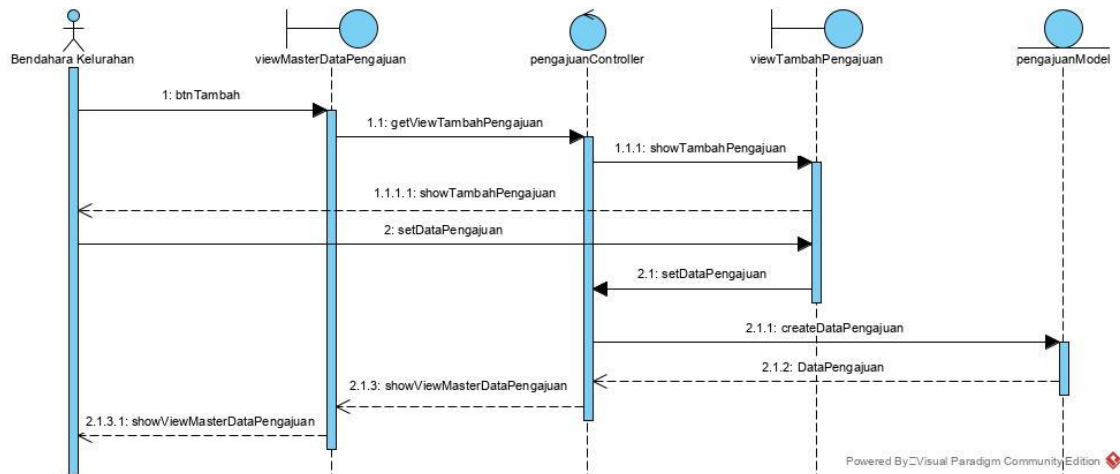 Bendahara Kelurahan
viewMasterDataPengajuan
pengajuanController
viewTambahPengajuan
pengajuanModel
1: btnTambah
1.1: getViewTambahPengajuan
1.1.1: showTambahPengajuan
1.1.1.1: showTambahPengajuan
2: setDataPengajuan
2.1: setDataPengajuan
2.1.1: createDataPengajuan
2.1.2: DataPengajuan
2.1.3: showViewMasterDataPengajuan
2.1.3.1: showViewMasterDataPengajuan
Powered By Visual Paradigm Community Edition